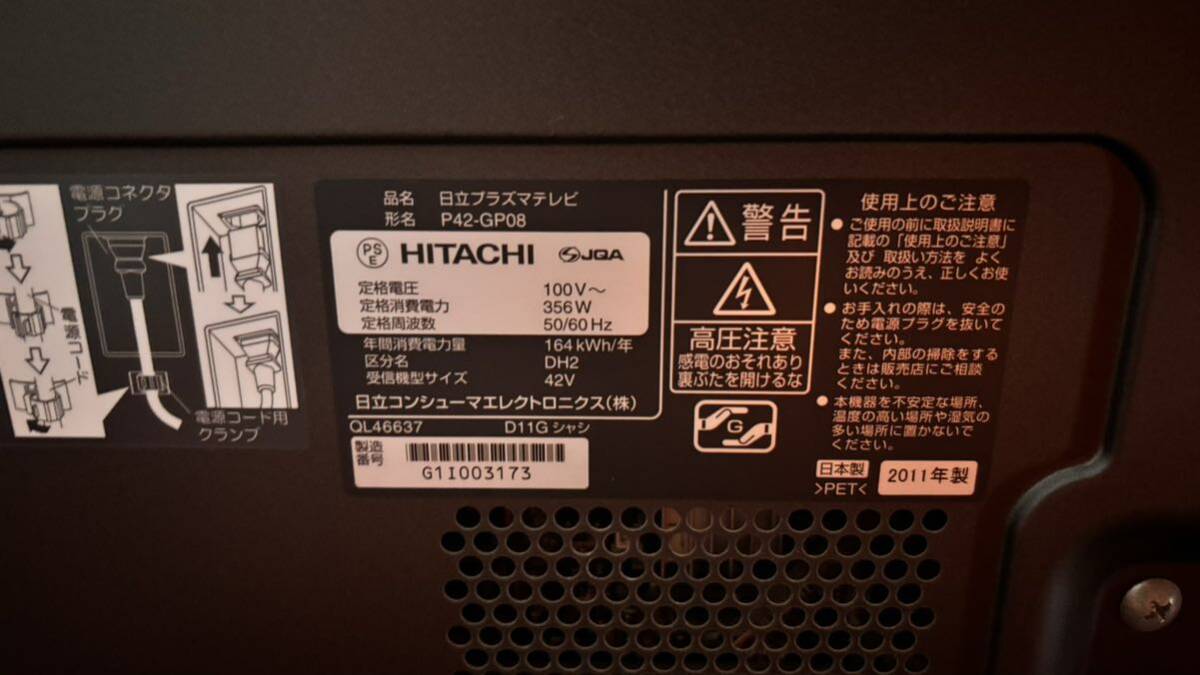 電源コネクタ
プラグ
電源コード
電源コード用
クランプ
品名 日立プラズマテレビ
形名 P42-GP08
PS
E
HITACHI
JQA
定格電圧 100V～
定格消費電力 356W
定格周波数 50/60Hz
年間消費電力量 164kWh/年
区分名 DH2
受信機型サイズ 42V
日立コンシューマエレクトロニクス(株)
QL46637 D11Gシャシ
製造
番号
G1I003173
警告
高圧注意
感電のおそれあり
裏ぶたを開けるな
G
使用上のご注意
● ご使用の前に取扱説明書に
記載の「使用上のご注意」
及び 取扱い方法を よく
お読みのうえ、正しくお使
いください。
● お手入れの際は、安全の
ため電源プラグを抜いて
ください。
また、内部の掃除をする
ときは販売店にご相談
ください。
● 本機器を不安定な場所、
温度の高い場所や湿気の
多い場所に置かないで
ください。
日本製
>PET<
2011年製